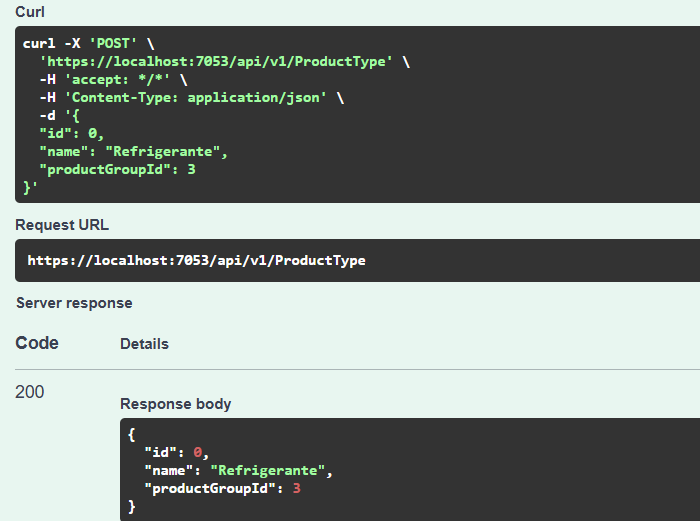 Curl
curl -X 'POST' \
  'https://localhost:7053/api/v1/ProductType' \
  -H 'accept: */*' \
  -H 'Content-Type: application/json' \
  -d '{
  "id": 0,
  "name": "Refrigerante",
  "productGroupId": 3
}'
Request URL
https://localhost:7053/api/v1/ProductType
Server response
Code Details
200
Response body
{
  "id": 0,
  "name": "Refrigerante",
  "productGroupId": 3
}